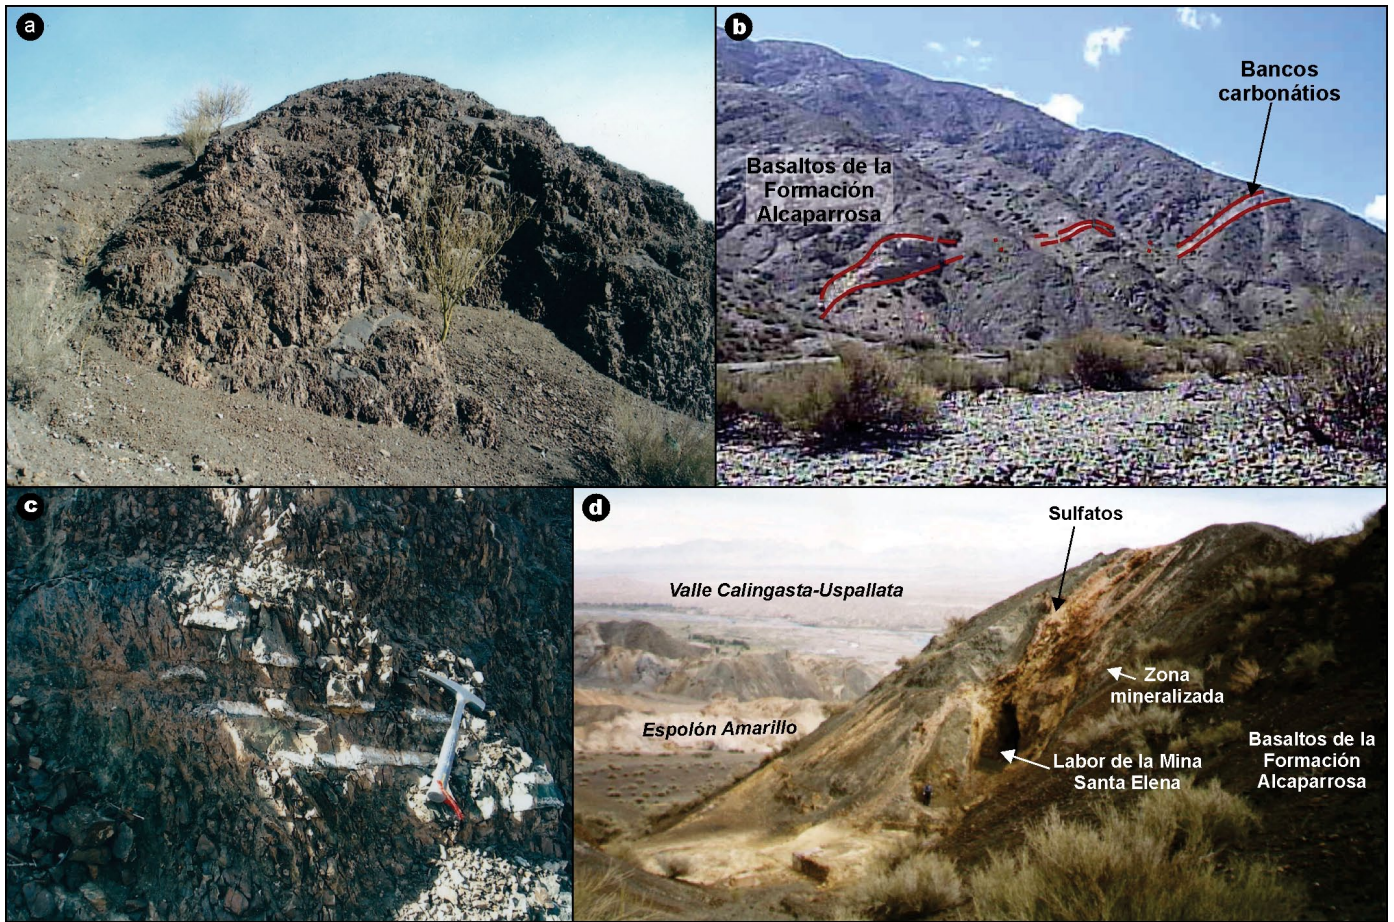 a
b
Bancos
carbonátios
Basaltos de la
Formación
Alcaparrosa
c
d
Sulfatos
Valle Calingasta-Uspallata
Zona
mineralizada
Espolón Amarillo
Labor de la Mina
Santa Elena
Basaltos de la
Formación
Alcaparrosa